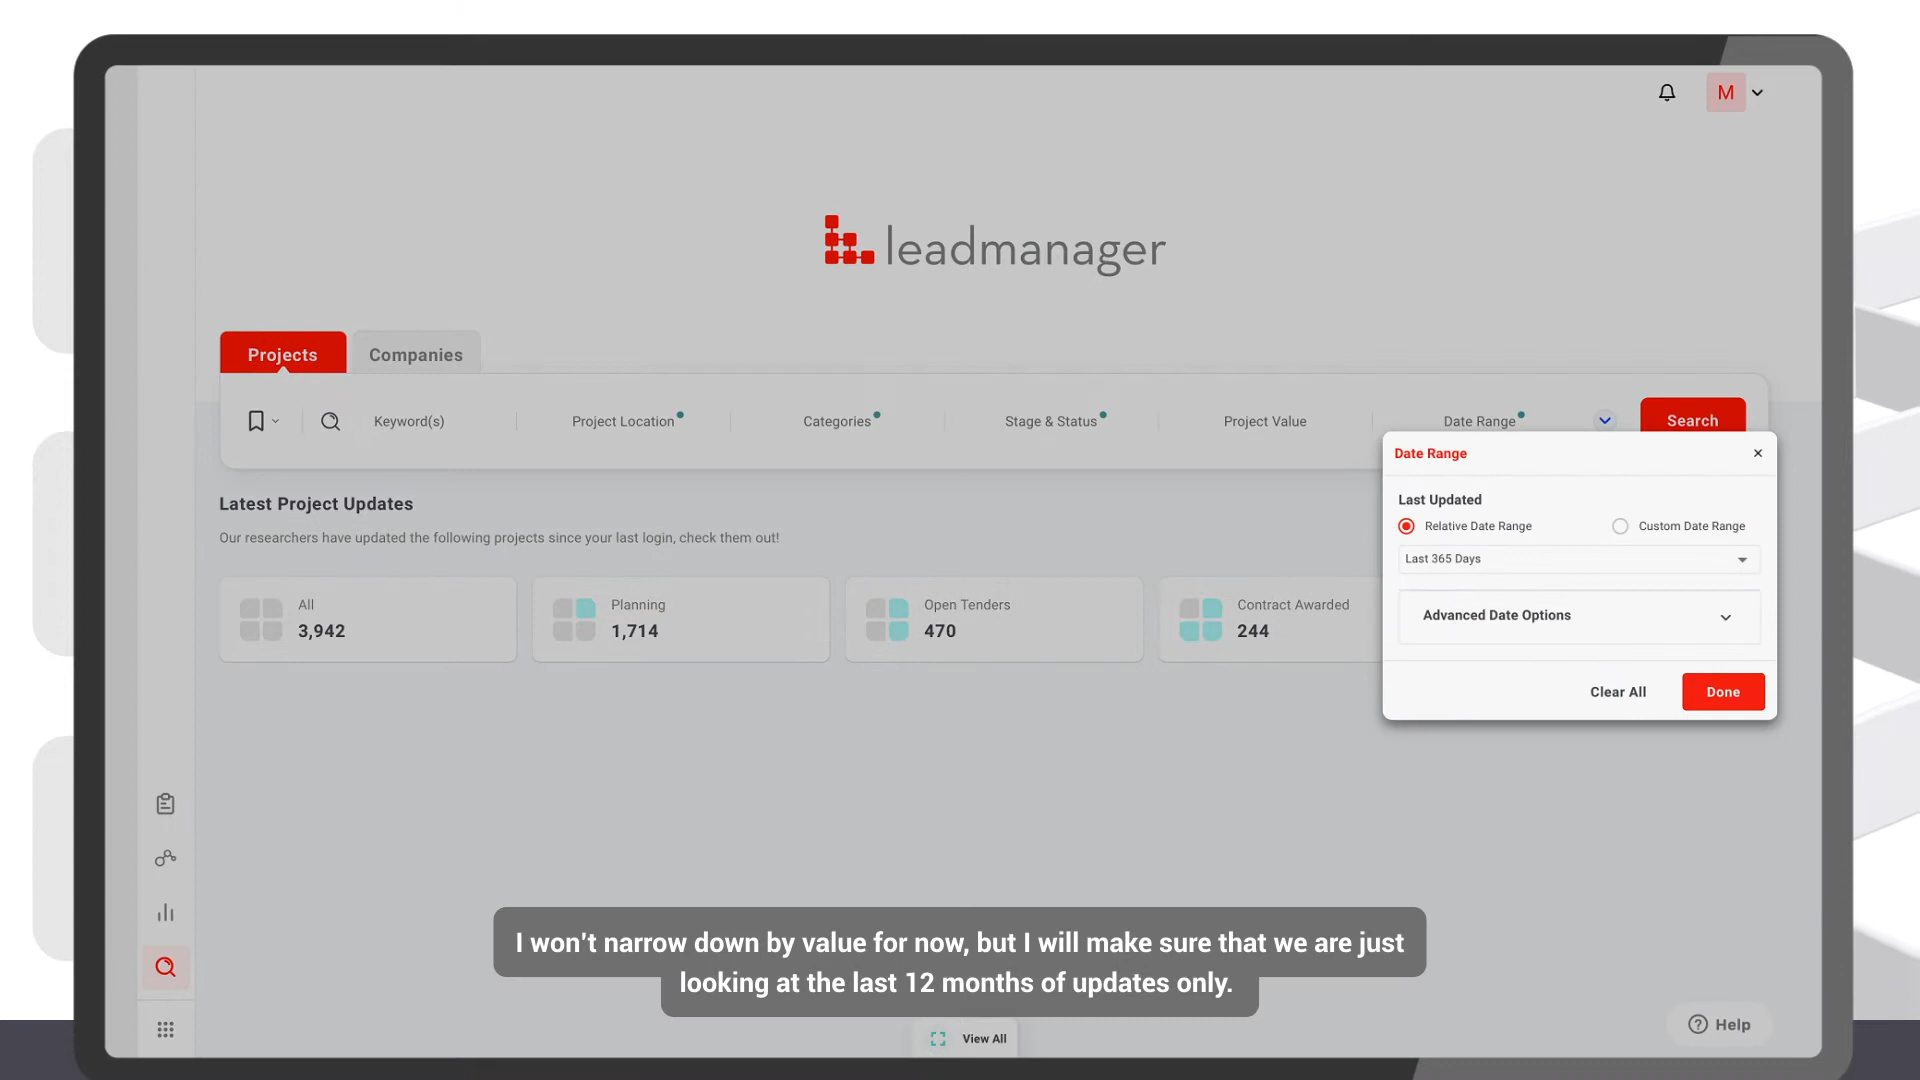 M
leadmanager
Projects
Companies
Keyword(s)
Project Location
Categories
Stage & Status
Project Value
Date Range
Search
Date Range
×
Last Updated
Relative Date Range
Custom Date Range
Last 365 Days
Advanced Date Options
Clear All
Done
Latest Project Updates
Our researchers have updated the following projects since your last login, check them out!
All
3,942
Planning
1,714
Open Tenders
470
Contract Awarded
244
I won't narrow down by value for now, but I will make sure that we are just
looking at the last 12 months of updates only.
View All
? Help